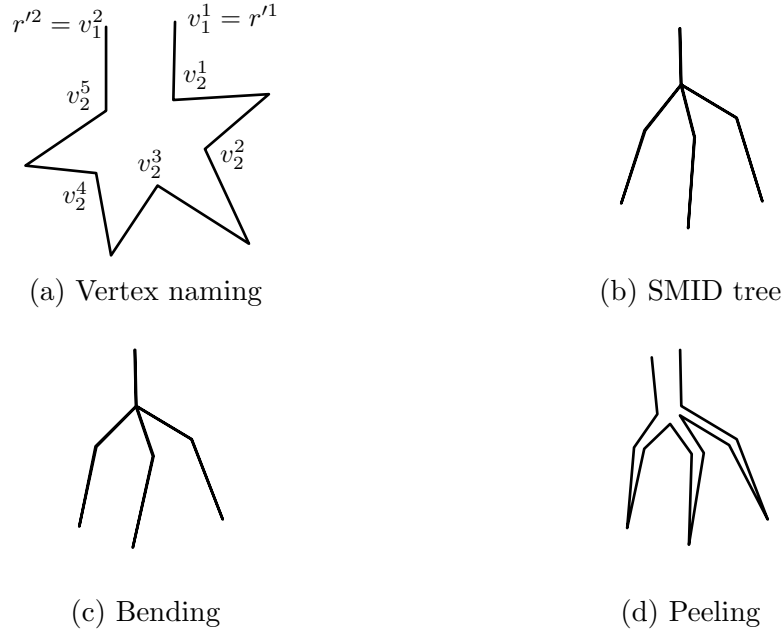 r′² = v₁² v₁¹ = r′¹
v₂⁵ v₂¹
v₂³ v₂²
v₂⁴
(a) Vertex naming (b) SMID tree
(c) Bending (d) Peeling